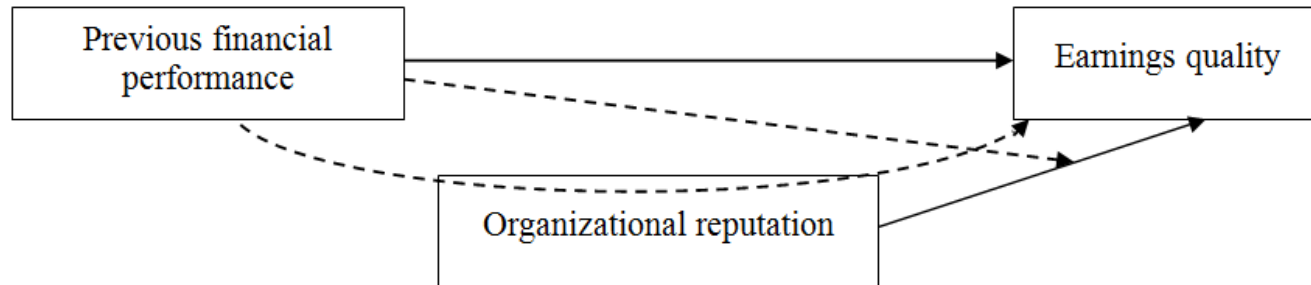 Previous financial
performance
Earnings quality
Organizational reputation